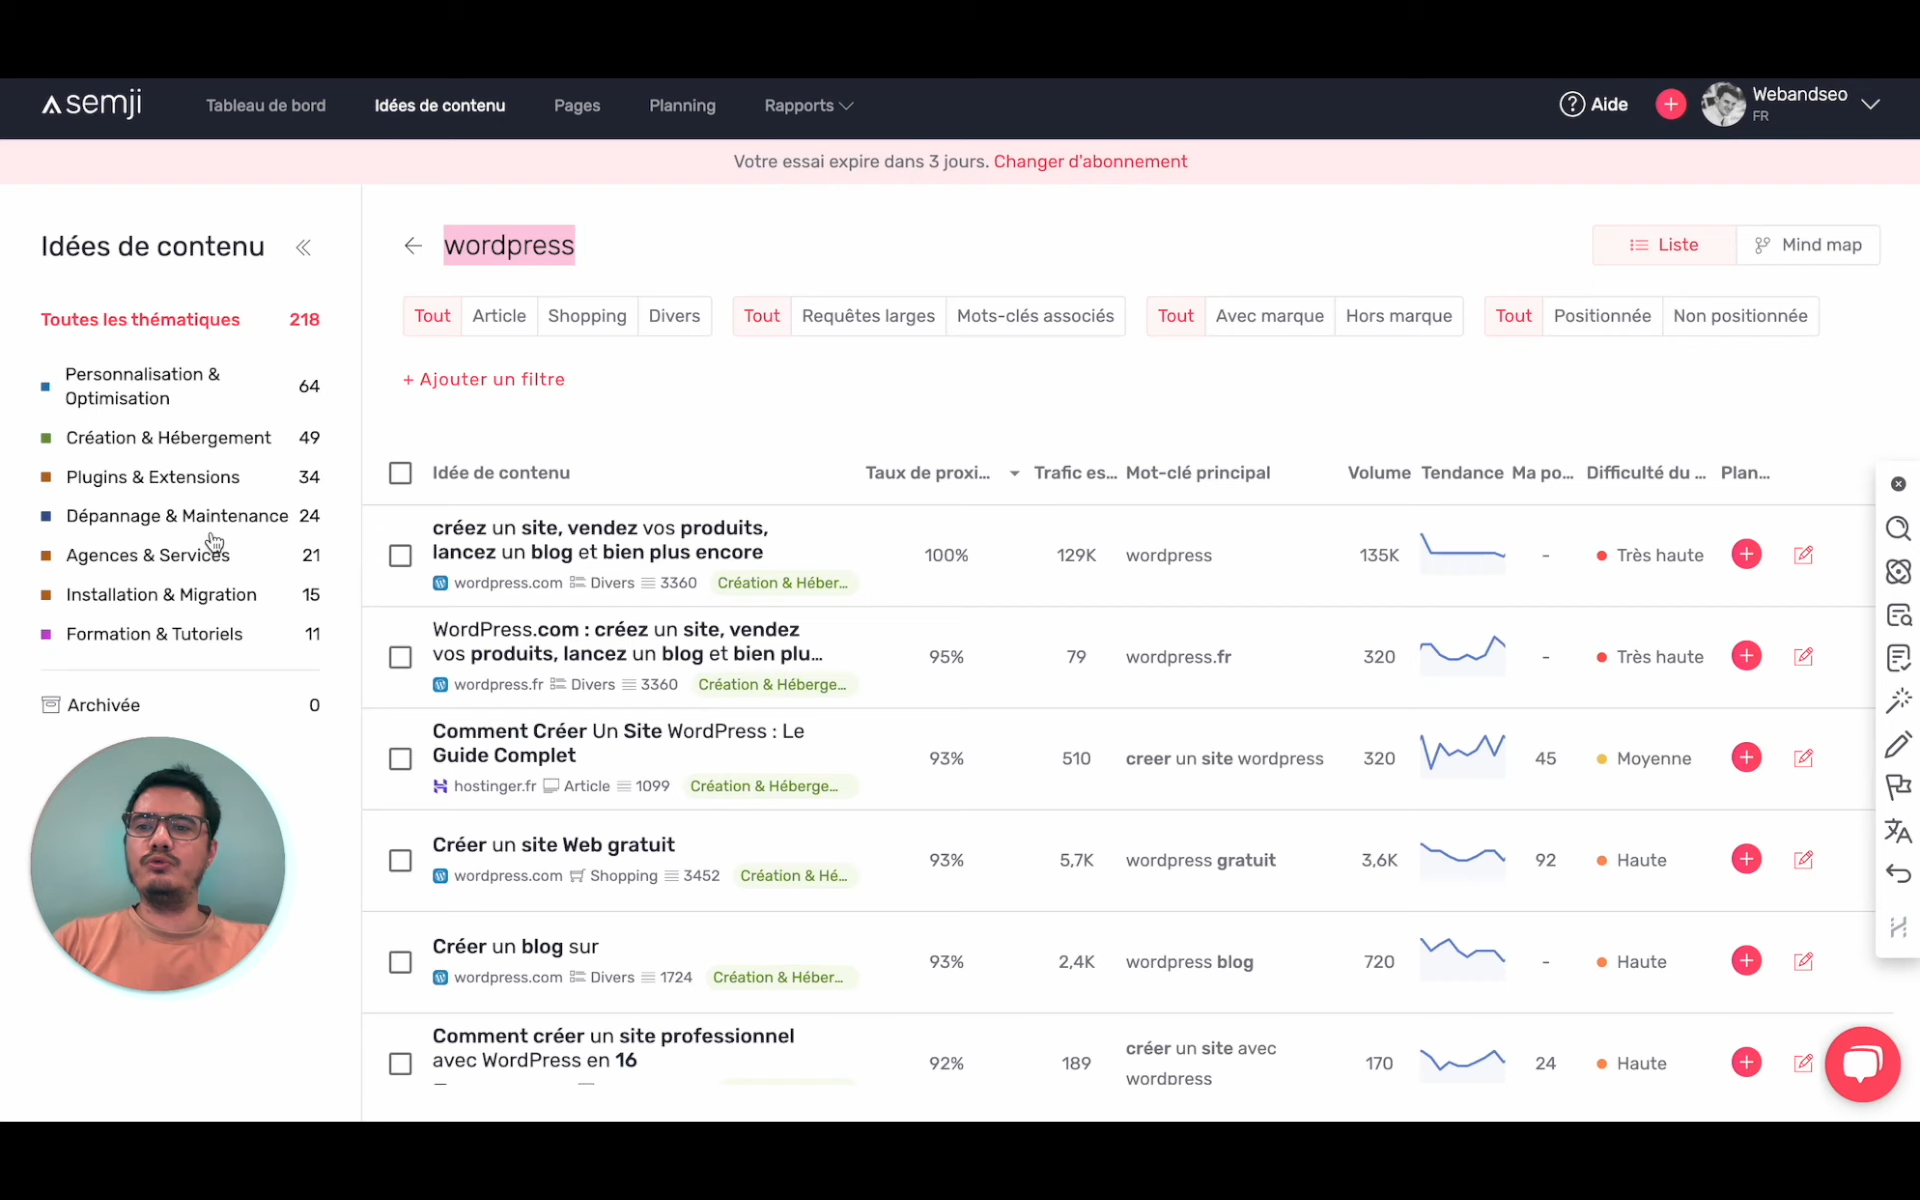 semji
Tableau de bord
Idées de contenu
Pages
Planning
Rapports
Aide
Webandseo
FR
Votre essai expire dans 3 jours. Changer d'abonnement
Idées de contenu
Toutes les thématiques 218
Personnalisation &
Optimisation 64
Création & Hébergement 49
Plugins & Extensions 34
Dépannage & Maintenance 24
Agences & Services 21
Installation & Migration 15
Formation & Tutoriels 11
Archivée 0
wordpress
Liste Mind map
Tout Article Shopping Divers
Tout Requêtes larges Mots-clés associés
Tout Avec marque Hors marque
Tout Positionnée Non positionnée
+ Ajouter un filtre
Idée de contenu Taux de proxi... Trafic es... Mot-clé principal Volume Tendance Ma po... Difficulté du ... Plan...
créez un site, vendez vos produits,
lancez un blog et bien plus encore
wordpress.com Divers 3360 Création & Héber...
100% 129K wordpress 135K - Très haute
WordPress.com : créez un site, vendez
vos produits, lancez un blog et bien plu...
wordpress.fr Divers 3360 Création & Héberge...
95% 79 wordpress.fr 320 - Très haute
Comment Créer Un Site WordPress : Le
Guide Complet
hostinger.fr Article 1099 Création & Héberge...
93% 510 creer un site wordpress 320 45 Moyenne
Créer un site Web gratuit
wordpress.com Shopping 3452 Création & Hé...
93% 5,7K wordpress gratuit 3,6K 92 Haute
Créer un blog sur
wordpress.com Divers 1724 Création & Héber...
93% 2,4K wordpress blog 720 - Haute
Comment créer un site professionnel
avec WordPress en 16
92% 189 créer un site avec
wordpress 170 24 Haute